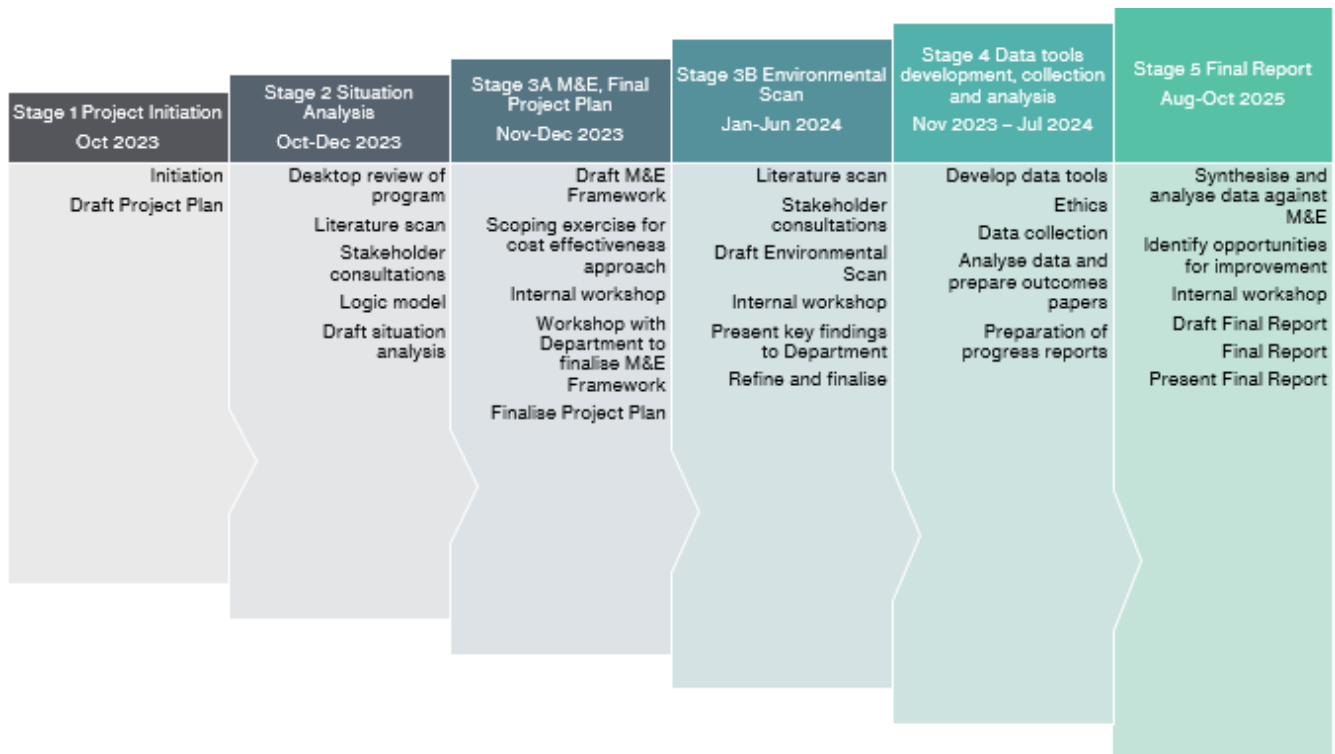 Stage 1 Project Initiation
Oct 2023
Initiation
Draft Project Plan
Stage 2 Situation
Analysis
Oct-Dec 2023
Desktop review of
program
Literature scan
Stakeholder
consultations
Logic model
Draft situation
analysis
Stage 3A M&E, Final
Project Plan
Nov-Dec 2023
Draft M&E
Framework
Scoping exercise for
cost effectiveness
approach
Internal workshop
Workshop with
Department to
finalise M&E
Framework
Finalise Project Plan
Stage 3B Environmental
Scan
Jan-Jun 2024
Literature scan
Stakeholder
consultations
Draft Environmental
Scan
Internal workshop
Present key findings
to Department
Refine and finalise
Stage 4 Data tools
development, collection
and analysis
Nov 2023 – Jul 2024
Develop data tools
Ethics
Data collection
Analyse data and
prepare outcomes
papers
Preparation of
progress reports
Stage 5 Final Report
Aug-Oct 2025
Synthesise and
analyse data against
M&E
Identify opportunities
for improvement
Internal workshop
Draft Final Report
Final Report
Present Final Report